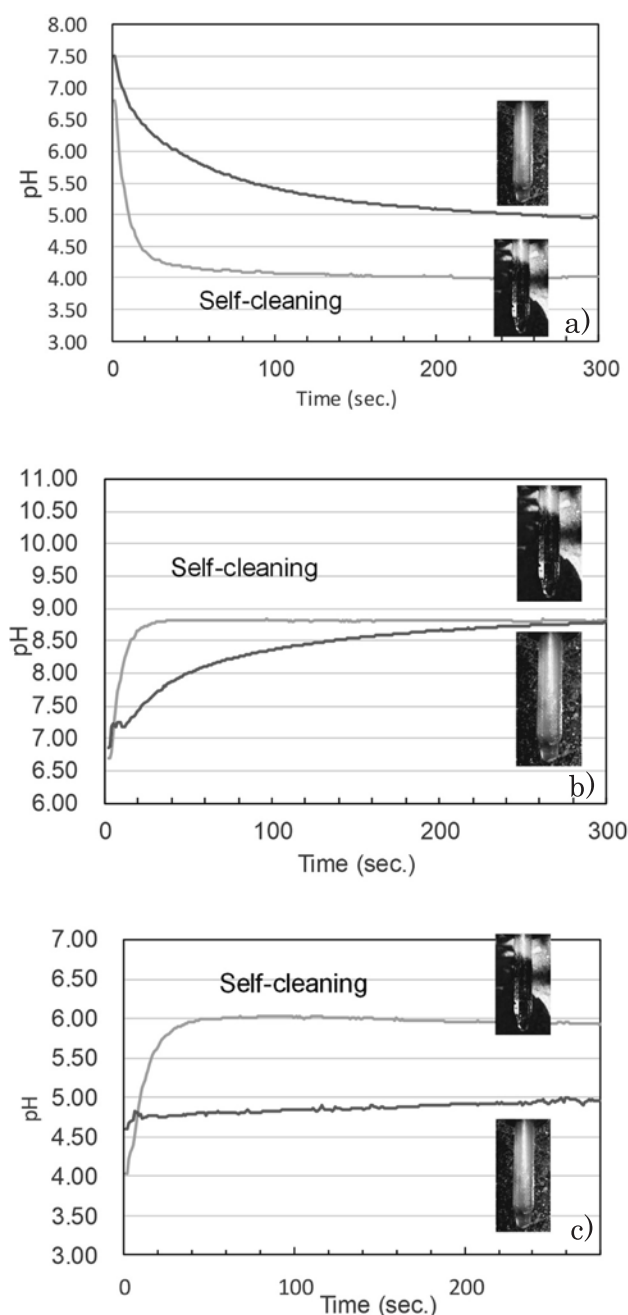 8.00
7.50
7.00
6.50
6.00
5.50
5.00
4.50
4.00
3.50
3.00
pH
Self-cleaning
a)
0 100 200 300
Time (sec.)
11.00
10.50
10.00
9.50
9.00
8.50
8.00
7.50
7.00
6.50
6.00
pH
Self-cleaning
b)
0 100 200 300
Time (sec.)
7.00
6.50
6.00
5.50
5.00
4.50
4.00
3.50
3.00
pH
Self-cleaning
c)
0 100 200
Time (sec.)